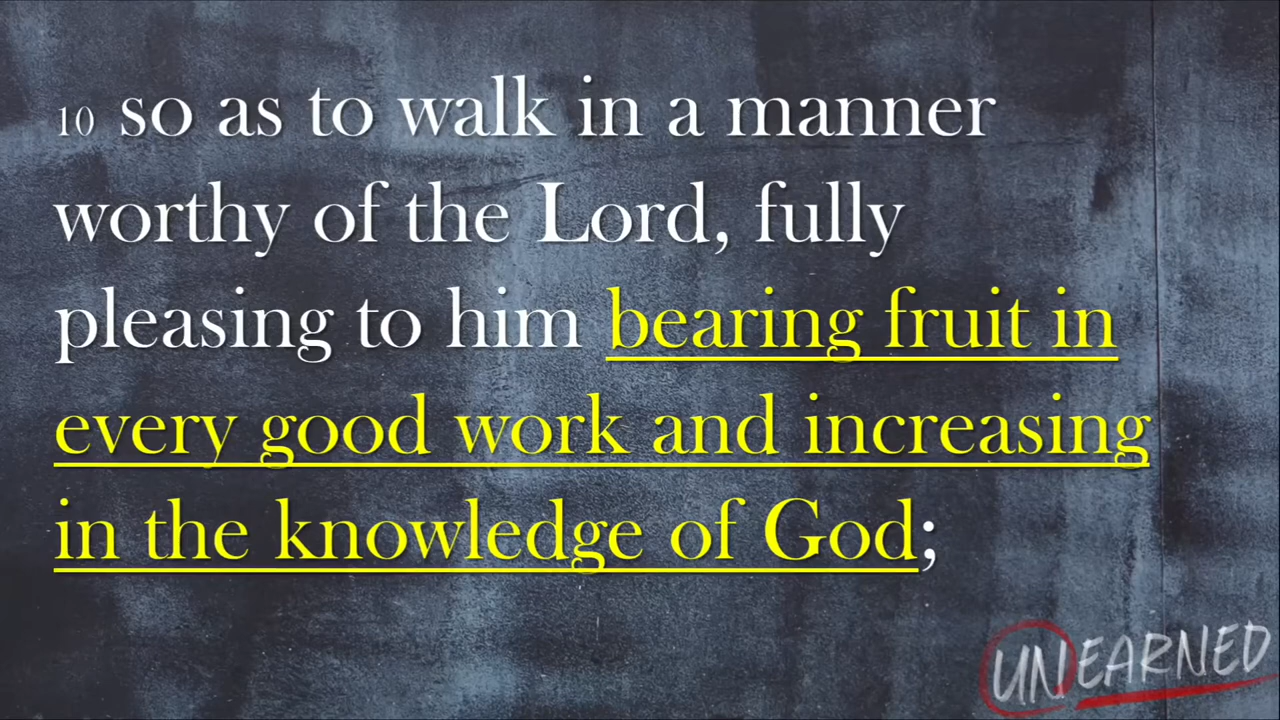 10 so as to walk in a manner
worthy of the Lord, fully
pleasing to him bearing fruit in
every good work and increasing
in the knowledge of God;
UNEARNED